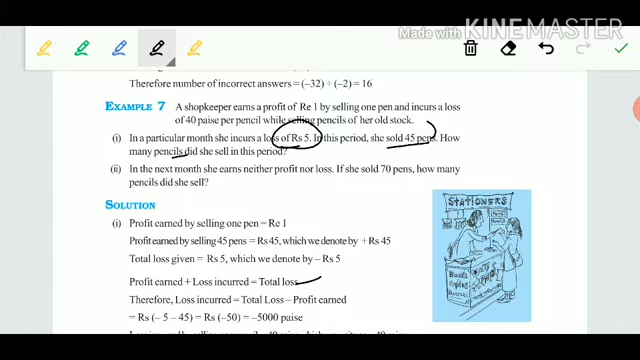 Made with KINEMASTER
Therefore number of incorrect answers = (–32) ÷ (–2) = 16
EXAMPLE 7 A shopkeeper earns a profit of Re 1 by selling one pen and incurs a loss
of 40 paise per pencil while selling pencils of her old stock.
(i) In a particular month she incurs a loss of Rs 5. In this period, she sold 45 pens. How
many pencils did she sell in this period?
(ii) In the next month she earns neither profit nor loss. If she sold 70 pens, how many
pencils did she sell?
SOLUTION
(i) Profit earned by selling one pen = Re 1
Profit earned by selling 45 pens = Rs 45, which we denote by + Rs 45
Total loss given = Rs 5, which we denote by – Rs 5
Profit earned + Loss incurred = Total loss
Therefore, Loss incurred = Total Loss – Profit earned
= Rs (– 5 – 45) = Rs (–50) = –5000 paise
STATIONERS